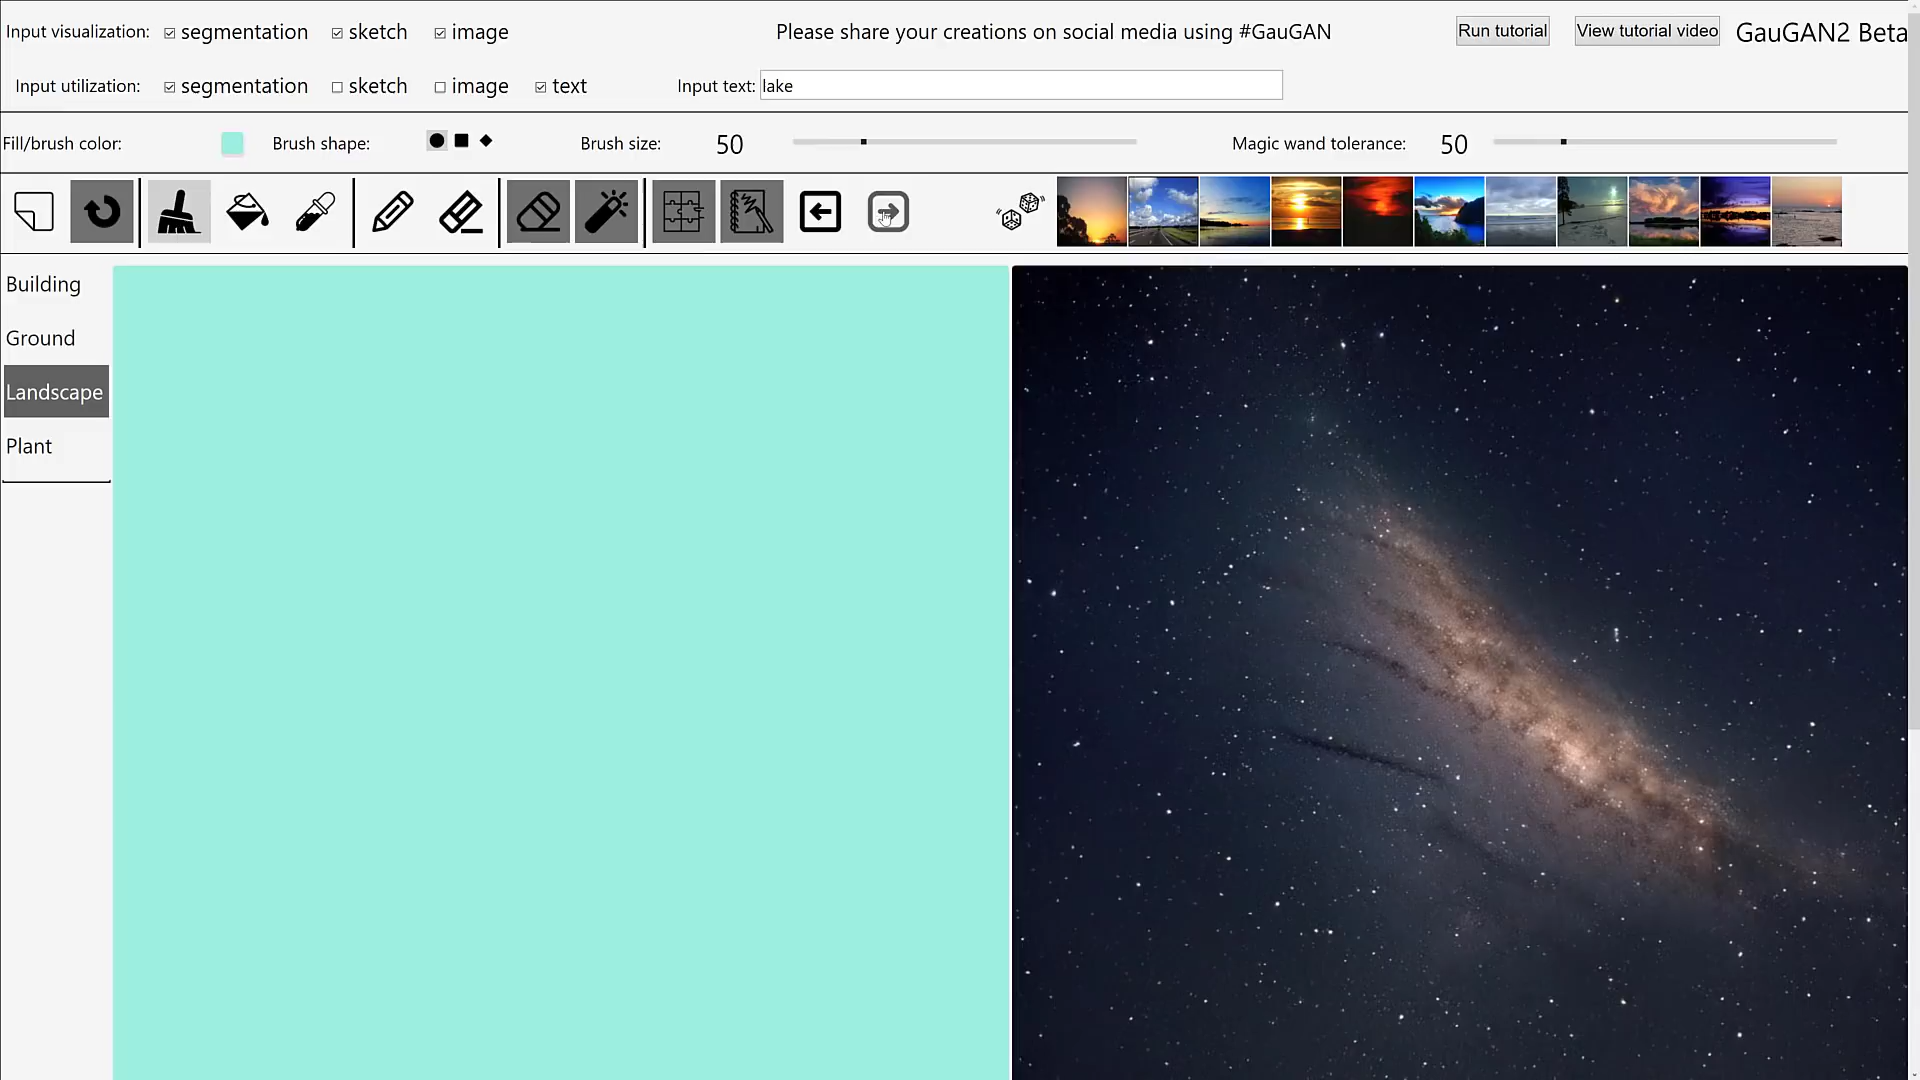 Input visualization: segmentation sketch image Please share your creations on social media using #GauGAN Run tutorial View tutorial video GauGAN2 Beta
Input utilization: segmentation sketch image text Input text: lake
Fill/brush color: Brush shape: Brush size: 50 Magic wand tolerance: 50
Building
Ground
Landscape
Plant